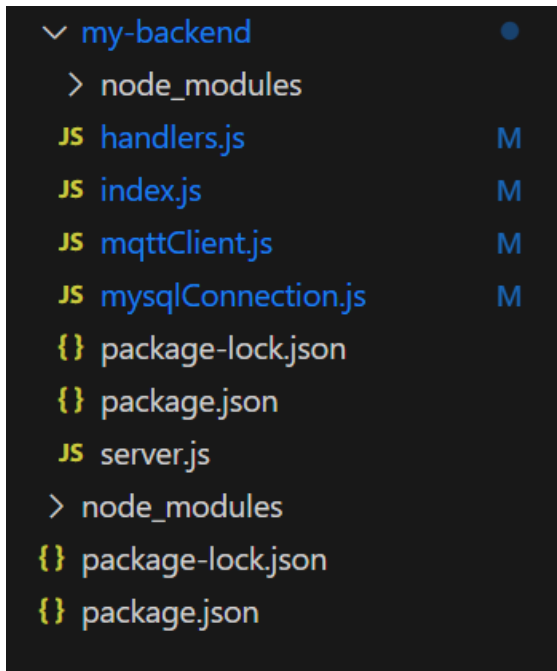 my-backend
node_modules
JS handlers.js M
JS index.js M
JS mqttClient.js M
JS mysqlConnection.js M
{} package-lock.json
{} package.json
JS server.js
node_modules
{} package-lock.json
{} package.json